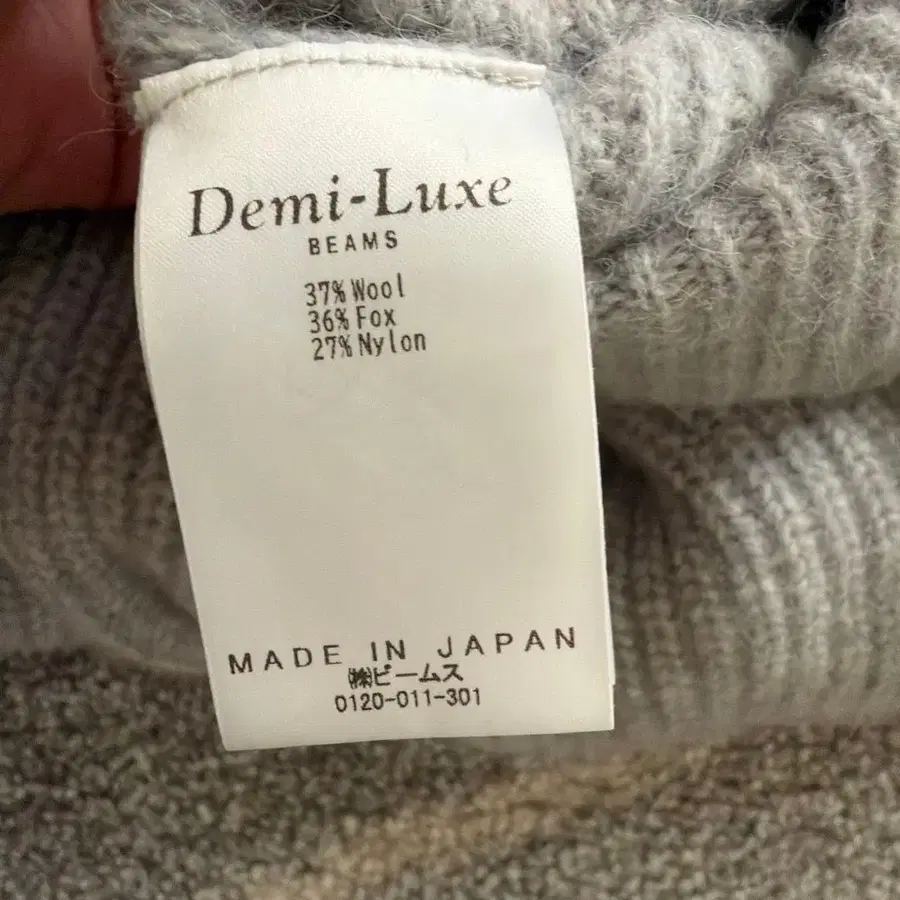 Demi-Luxe
BEAMS
37% Wool
36% Fox
27% Nylon
MADE IN JAPAN
㈱ビームス
0120-011-301